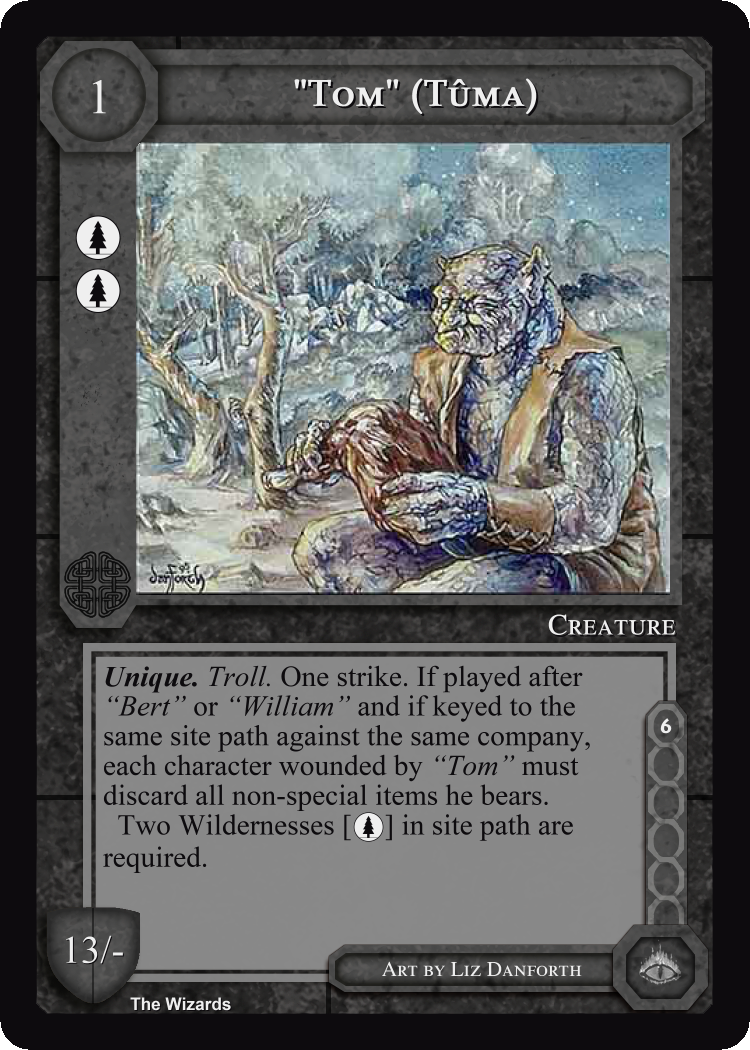 1
"Tom" (Tûma)
Danforth 95
Creature
Unique. Troll. One strike. If played after
“Bert” or “William” and if keyed to the
same site path against the same company,
each character wounded by “Tom” must
discard all non-special items he bears.
Two Wildernesses [ ] in site path are
required.
6
13/-
Art by Liz Danforth
The Wizards